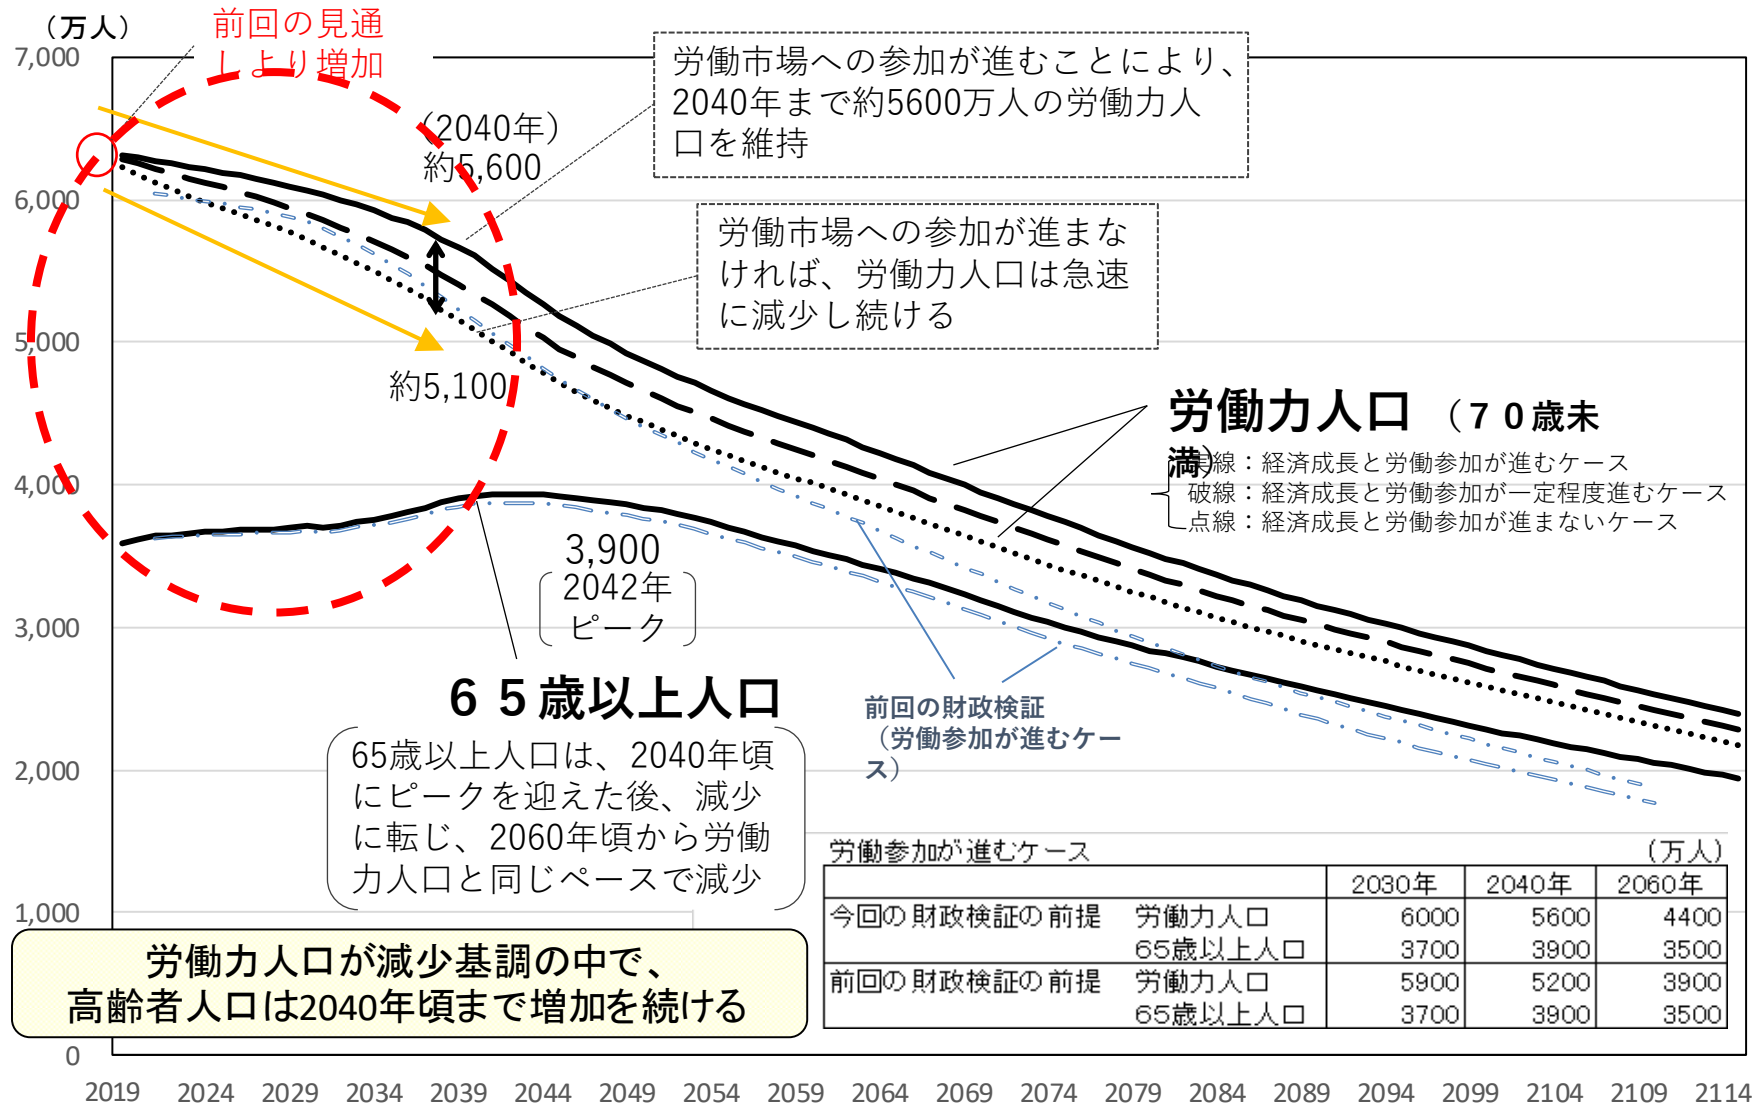 （万人）
前回の見通
しより増加
7,000
6,000
5,000
4,000
3,000
2,000
1,000
0
労働市場への参加が進むことにより、
2040年まで約5600万人の労働力人
口を維持
（2040年）
約5,600
労働市場への参加が進まな
ければ、労働力人口は急速
に減少し続ける
約5,100
労働力人口（７０歳未
満）
実線：経済成長と労働参加が進むケース
破線：経済成長と労働参加が一定程度進むケース
点線：経済成長と労働参加が進まないケース
3,900
2042年
ピーク
６５歳以上人口
65歳以上人口は、2040年頃
にピークを迎えた後、減少
に転じ、2060年頃から労働
力人口と同じペースで減少
前回の財政検証
（労働参加が進むケー
ス）
労働参加が進むケース （万人）
2030年 2040年 2060年
今回の財政検証の前提 労働力人口 6000 5600 4400
65歳以上人口 3700 3900 3500
前回の財政検証の前提 労働力人口 5900 5200 3900
65歳以上人口 3700 3900 3500
労働力人口が減少基調の中で、
高齢者人口は2040年頃まで増加を続ける
2019 2024 2029 2034 2039 2044 2049 2054 2059 2064 2069 2074 2079 2084 2089 2094 2099 2104 2109 2114